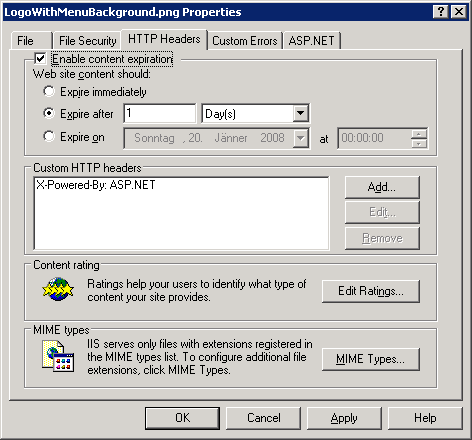 LogoWithMenuBackground.png Properties
File File Security HTTP Headers Custom Errors ASP.NET
Enable content expiration
Web site content should:
Expire immediately
Expire after 1 Day(s)
Expire on Sonntag , 20. Jänner 2008 at 00:00:00
Custom HTTP headers
X-Powered-By: ASP.NET
Add...
Edit...
Remove
Content rating
Ratings help your users to identify what type of
content your site provides.
Edit Ratings...
MIME types
IIS serves only files with extensions registered in
the MIME types list. To configure additional file
extensions, click MIME Types.
MIME Types...
OK Cancel Apply Help